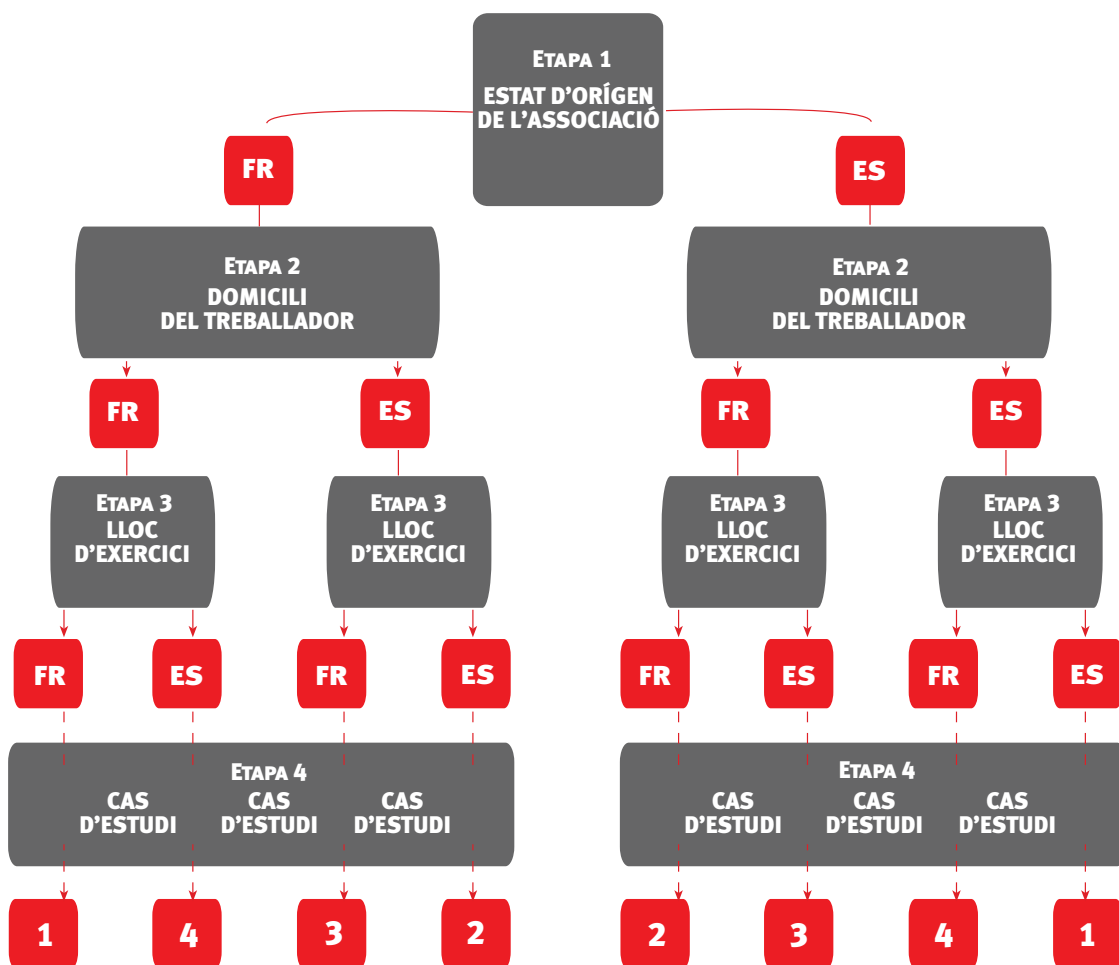 Etapa 1
ESTAT D'ORÍGEN
DE L'ASSOCIACIÓ
FR
ES
Etapa 2
DOMICILI
DEL TREBALLADOR
Etapa 2
DOMICILI
DEL TREBALLADOR
FR
ES
FR
ES
Etapa 3
LLOC
D'EXERCICI
Etapa 3
LLOC
D'EXERCICI
Etapa 3
LLOC
D'EXERCICI
Etapa 3
LLOC
D'EXERCICI
FR
ES
FR
ES
FR
ES
FR
ES
Etapa 4
CAS
D'ESTUDI
CAS
D'ESTUDI
CAS
D'ESTUDI
Etapa 4
CAS
D'ESTUDI
CAS
D'ESTUDI
CAS
D'ESTUDI
1
4
3
2
2
3
4
1